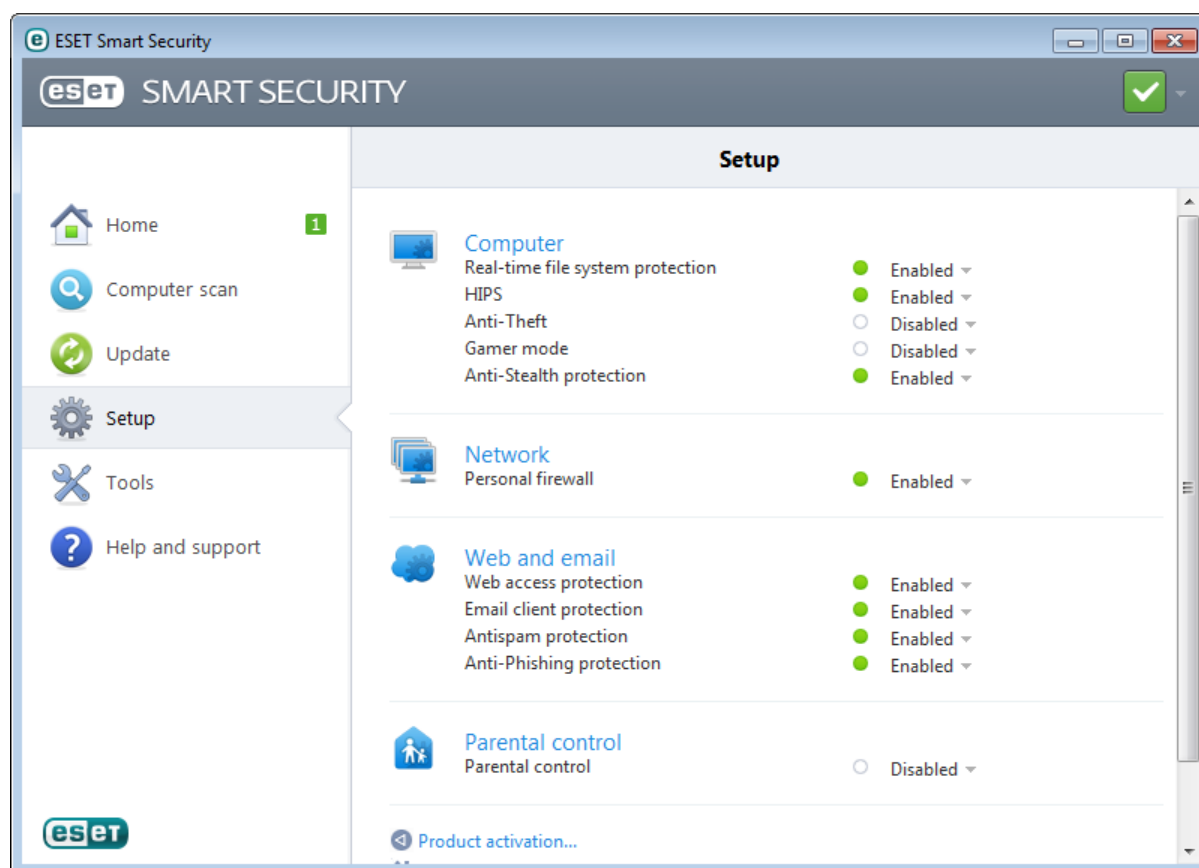 ESET Smart Security
eseT SMART SECURITY
Setup
Home 1
Computer scan
Update
Setup
Tools
Help and support
Computer
Real-time file system protection Enabled
HIPS Enabled
Anti-Theft Disabled
Gamer mode Disabled
Anti-Stealth protection Enabled
Network
Personal firewall Enabled
Web and email
Web access protection Enabled
Email client protection Enabled
Antispam protection Enabled
Anti-Phishing protection Enabled
Parental control
Parental control Disabled
Product activation...
eseT